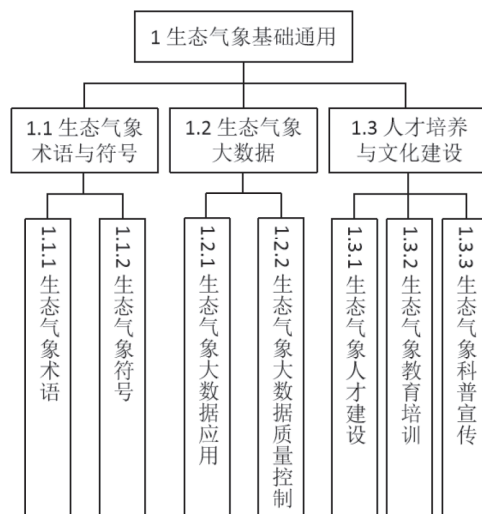 1 生态气象基础通用
1.1 生态气象
术语与符号
1.2 生态气象
大数据
1.3 人才培养
与文化建设
1.1.1 生态气象术语
1.1.2 生态气象符号
1.2.1 生态气象大数据应用
1.2.2 生态气象大数据质量控制
1.3.1 生态气象人才建设
1.3.2 生态气象教育培训
1.3.3 生态气象科普宣传